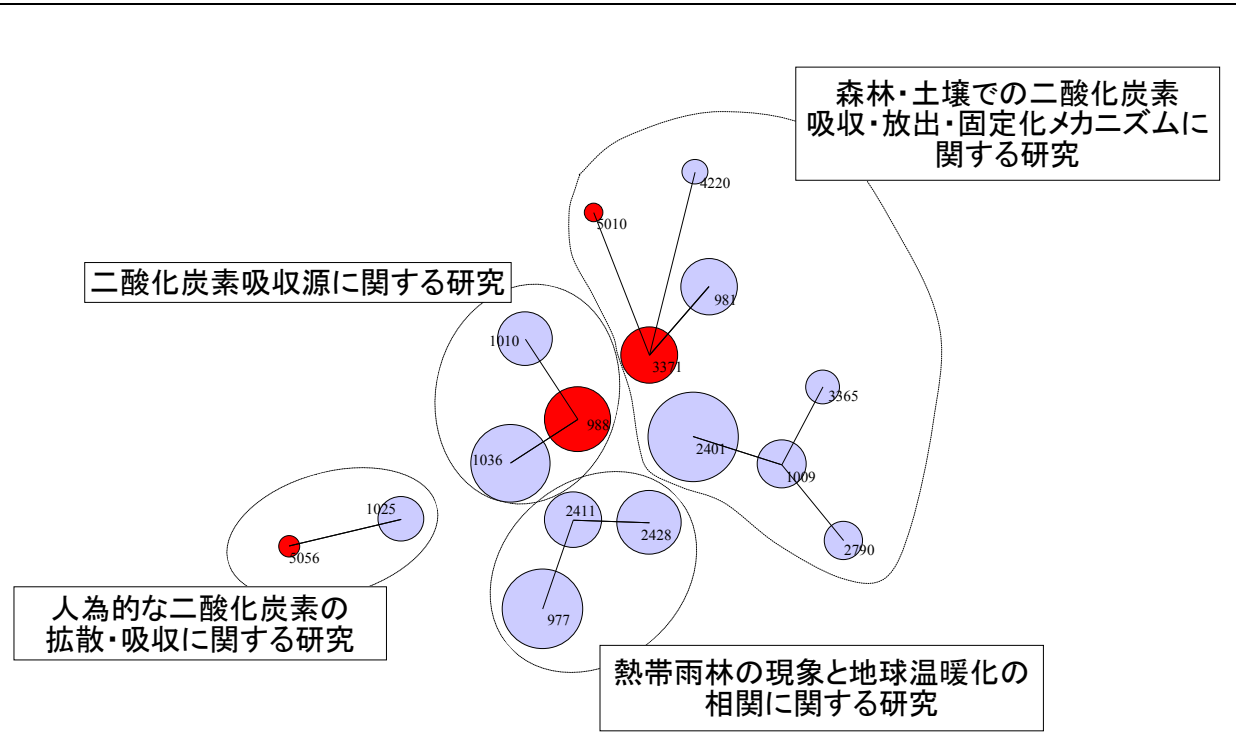 森林・土壌での二酸化炭素
吸収・放出・固定化メカニズムに
関する研究
4220
5010
981
二酸化炭素吸収源に関する研究
1010
3371
3365
988
2401
1036
1009
1025
2411
2428
2790
5056
977
人為的な二酸化炭素の
拡散・吸収に関する研究
熱帯雨林の現象と地球温暖化の
相関に関する研究